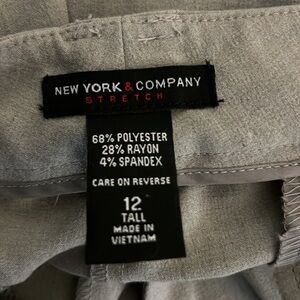 NEW YORK & COMPANY
STRETCH
68% POLYESTER
28% RAYON
4% SPANDEX
CARE ON REVERSE
12
TALL
MADE IN
VIETNAM